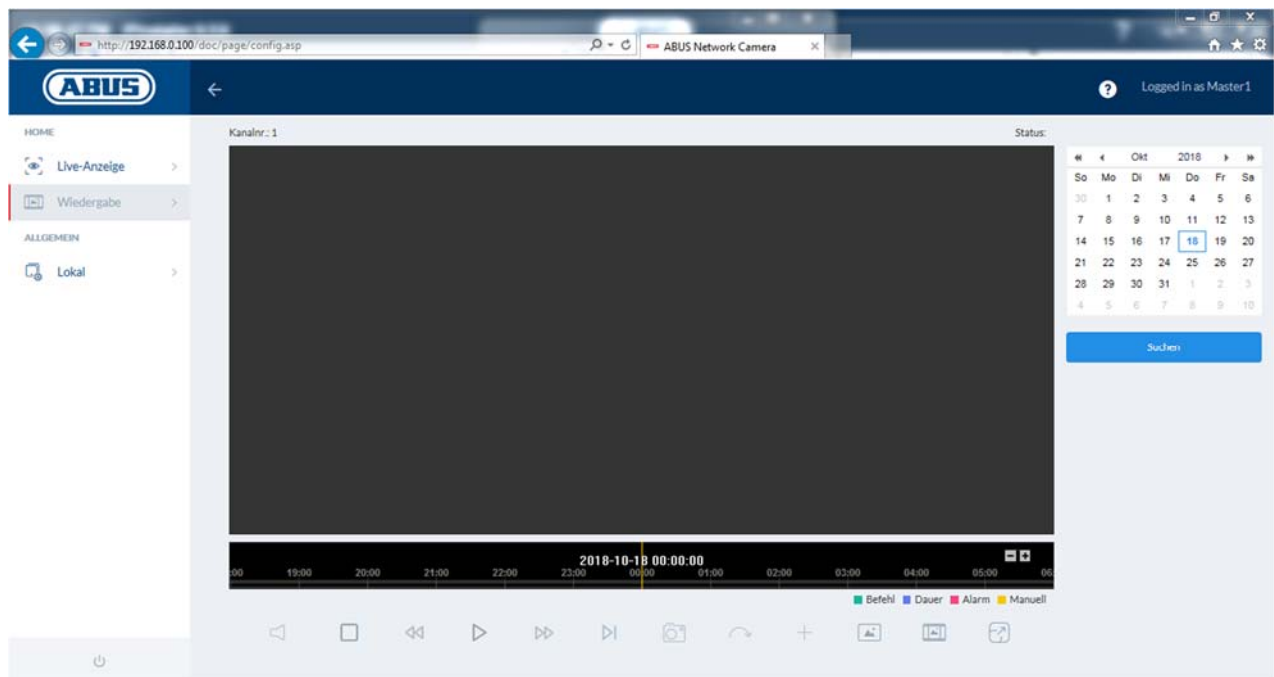 http://192.168.0.100/doc/page/config.asp
ABUS Network Camera
ABUS
?
Logged in as Master1
HOME
Live-Anzeige
Wiedergabe
ALLGEMEIN
Lokal
Kanalnr.: 1
Status:
Okt 2018
So Mo Di Mi Do Fr Sa
30 1 2 3 4 5 6
7 8 9 10 11 12 13
14 15 16 17 18 19 20
21 22 23 24 25 26 27
28 29 30 31 1 2 3
4 5 6 7 8 9 10
Suchen
2018-10-18 00:00:00
:00 19:00 20:00 21:00 22:00 23:00 00:00 01:00 02:00 03:00 04:00 05:00 06:
Befehl Dauer Alarm Manuell